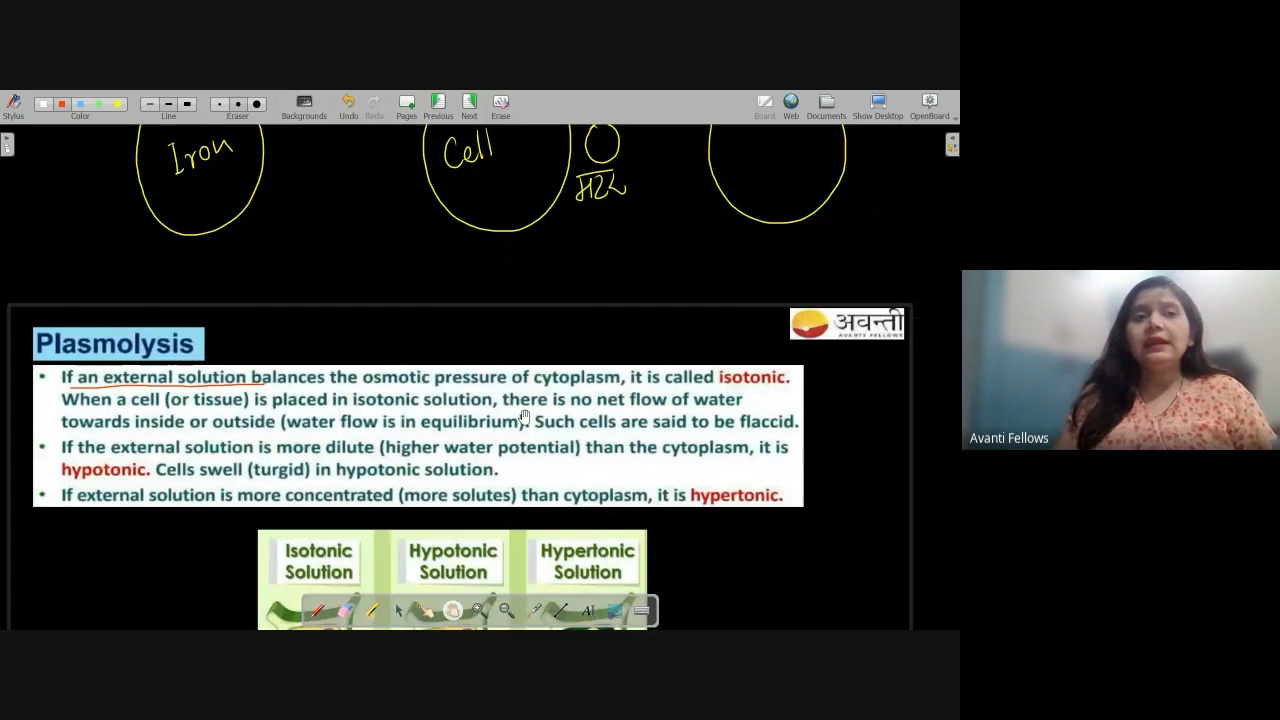 Stylus
Color
Line
Eraser
Backgrounds
Undo
Redo
Pages
Previous
Next
Erase
Board
Web
Documents
Show Desktop
OpenBoard
Iron
Cell
Plasmolysis
अवन्ती
AVANTI FELLOWS
• If an external solution balances the osmotic pressure of cytoplasm, it is called isotonic.
When a cell (or tissue) is placed in isotonic solution, there is no net flow of water
towards inside or outside (water flow is in equilibrium). Such cells are said to be flaccid.
• If the external solution is more dilute (higher water potential) than the cytoplasm, it is
hypotonic. Cells swell (turgid) in hypotonic solution.
• If external solution is more concentrated (more solutes) than cytoplasm, it is hypertonic.
Isotonic
Solution
Hypotonic
Solution
Hypertonic
Solution
Avanti Fellows